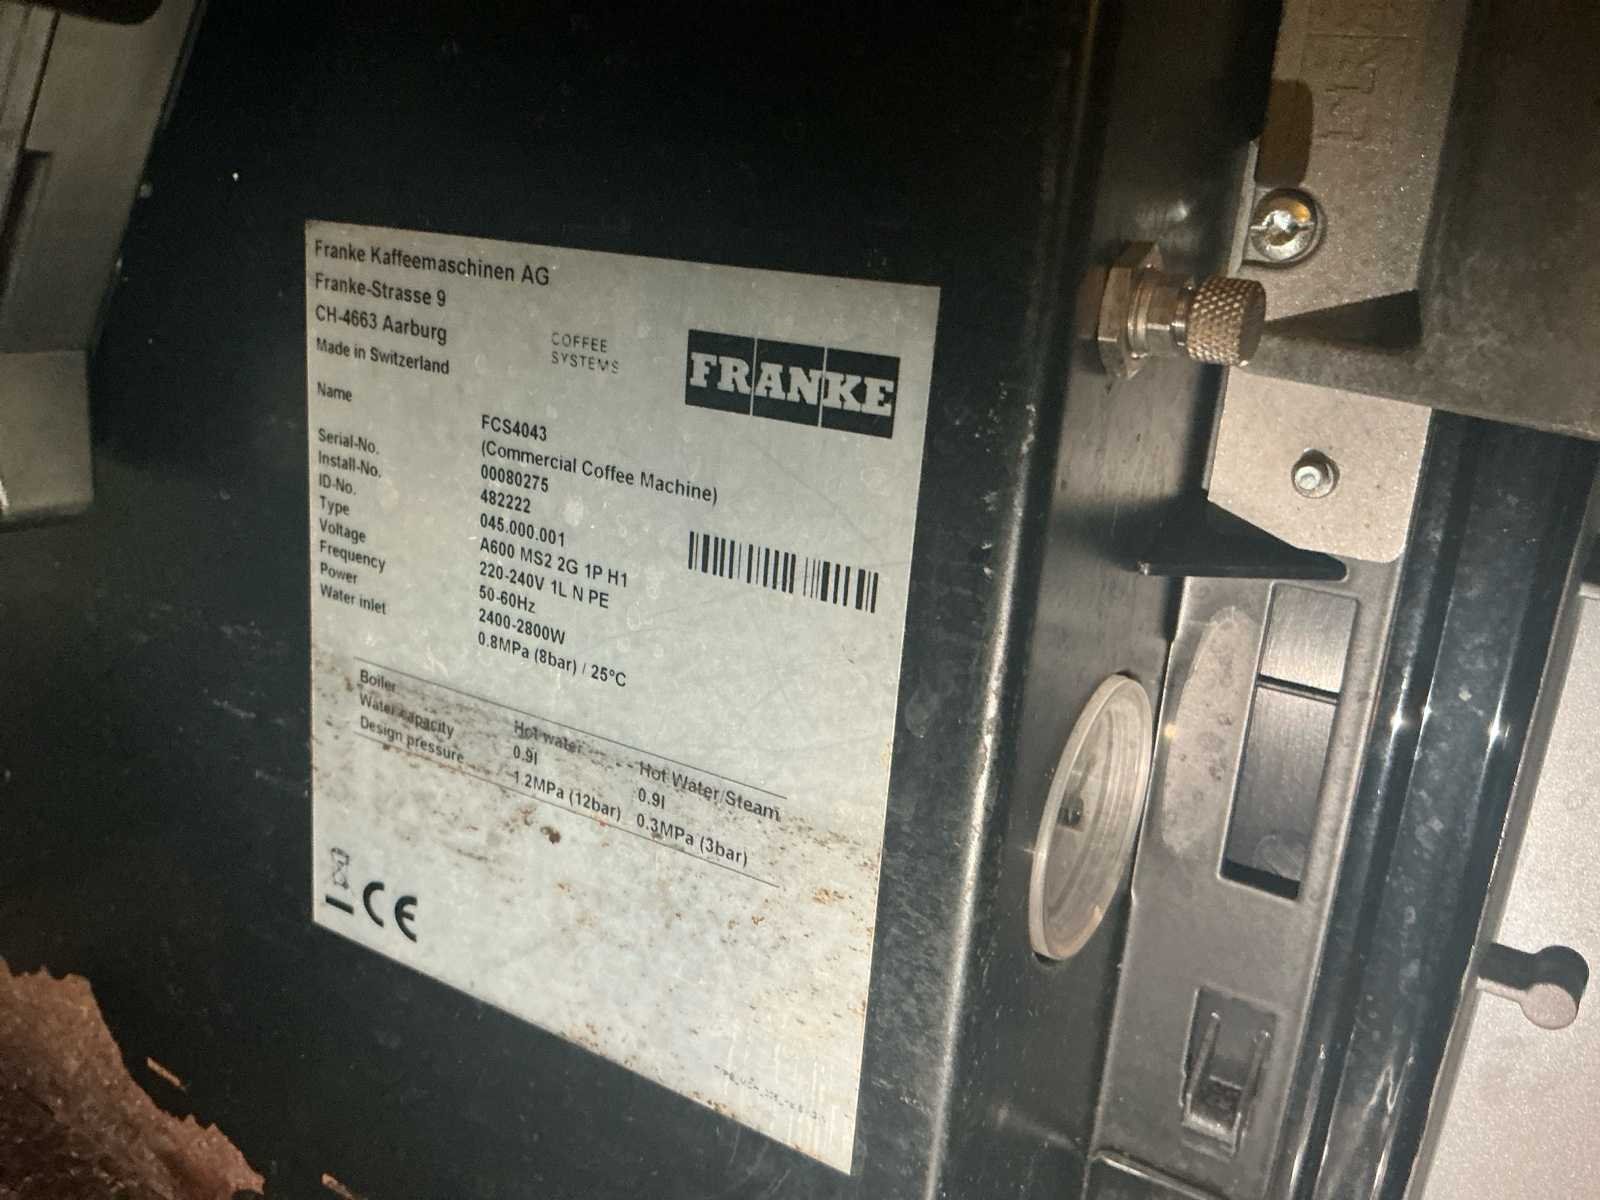 Franke Kaffeemaschinen AG
Franke-Strasse 9
CH-4663 Aarburg
Made in Switzerland
COFFEE
SYSTEMS
FRANKE
Name FCS4043
(Commercial Coffee Machine)
Serial-No. 00080275
Install-No. 482222
ID-No. 045.000.001
Type A600 MS2 2G 1P H1
Voltage 220-240V 1L N PE
Frequency 50-60Hz
Power 2400-2800W
Water inlet 0.8MPa (8bar) / 25°C
Boiler Hot water Hot Water/Steam
Water capacity 0.9l 0.9l
Design pressure 1.2MPa (12bar) 0.3MPa (3bar)
CE